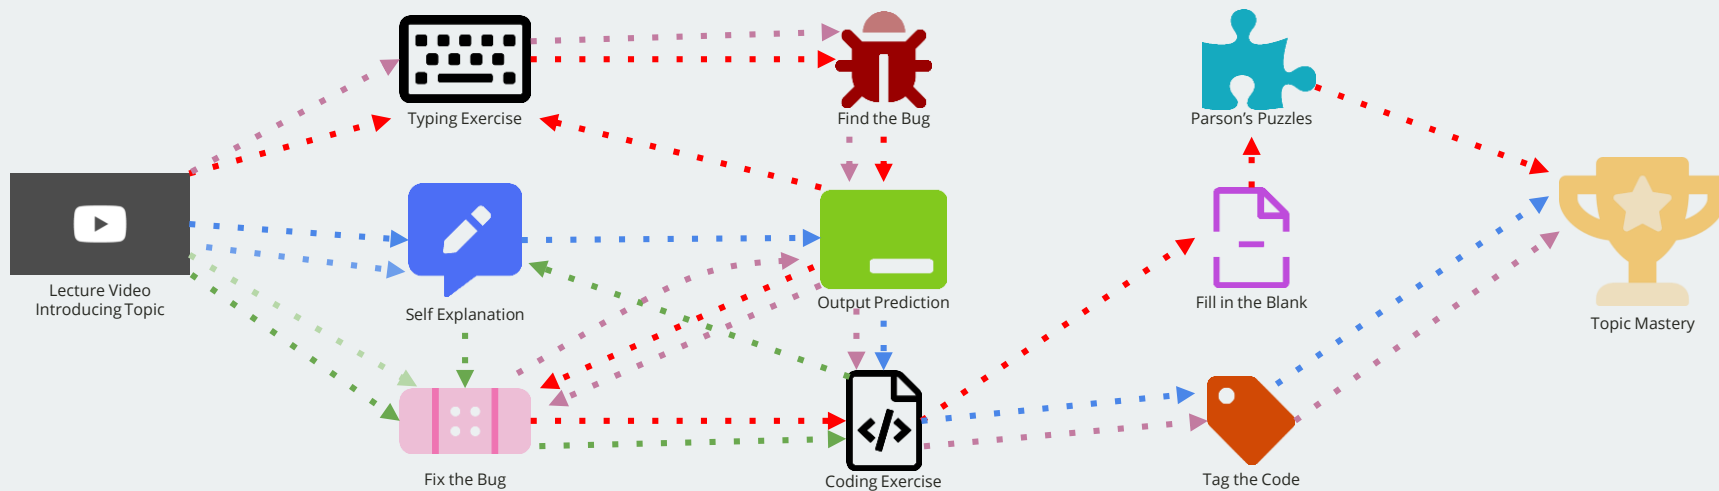 Typing Exercise
Find the Bug
Parson's Puzzles
Lecture Video
Introducing Topic
Self Explanation
Output Prediction
Fill in the Blank
Topic Mastery
Fix the Bug
Coding Exercise
Tag the Code